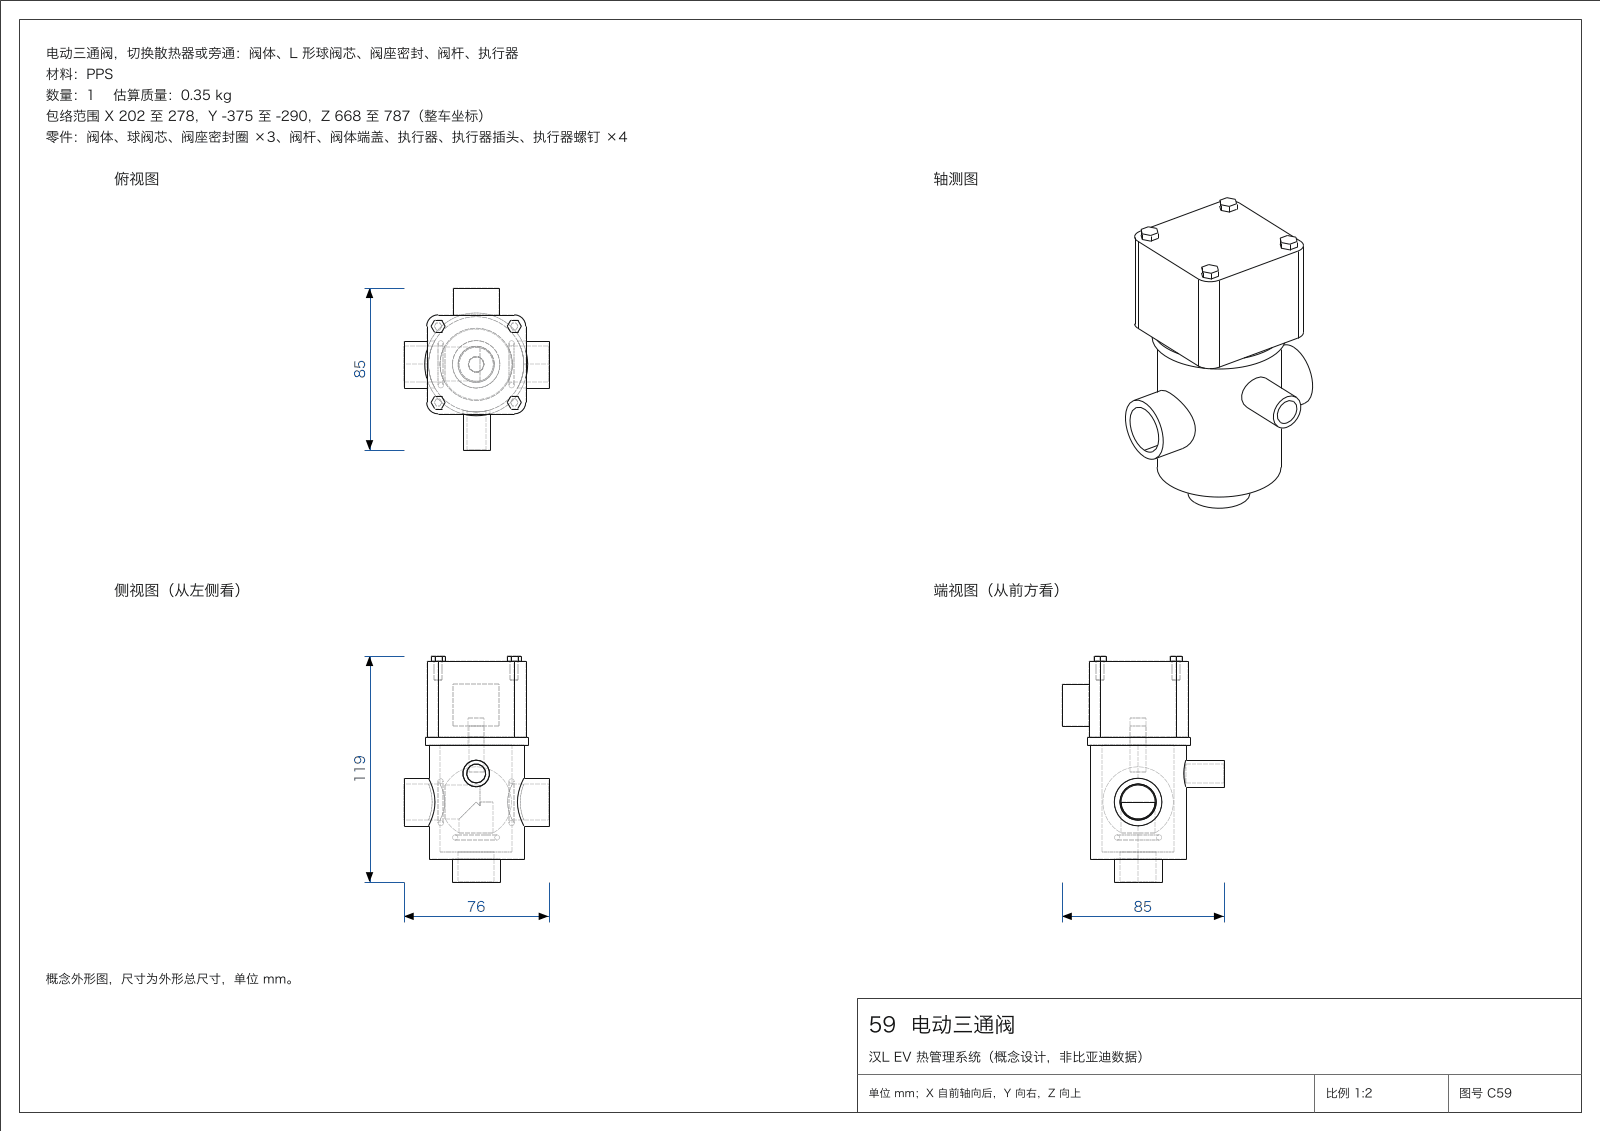 电动三通阀，切换散热器或旁通：阀体、L 形球阀芯、阀座密封、阀杆、执行器
材料：PPS
数量：1 估算质量：0.35 kg
包络范围 X 202 至 278，Y -375 至 -290，Z 668 至 787（整车坐标）
零件：阀体、球阀芯、阀座密封圈 ×3、阀杆、阀体端盖、执行器、执行器插头、执行器螺钉 ×4
俯视图
轴测图
85
侧视图（从左侧看）
端视图（从前方看）
119
76
85
概念外形图，尺寸为外形总尺寸，单位 mm。
59 电动三通阀
汉L EV 热管理系统（概念设计，非比亚迪数据）
单位 mm；X 自前轴向后，Y 向右，Z 向上
比例 1:2
图号 C59